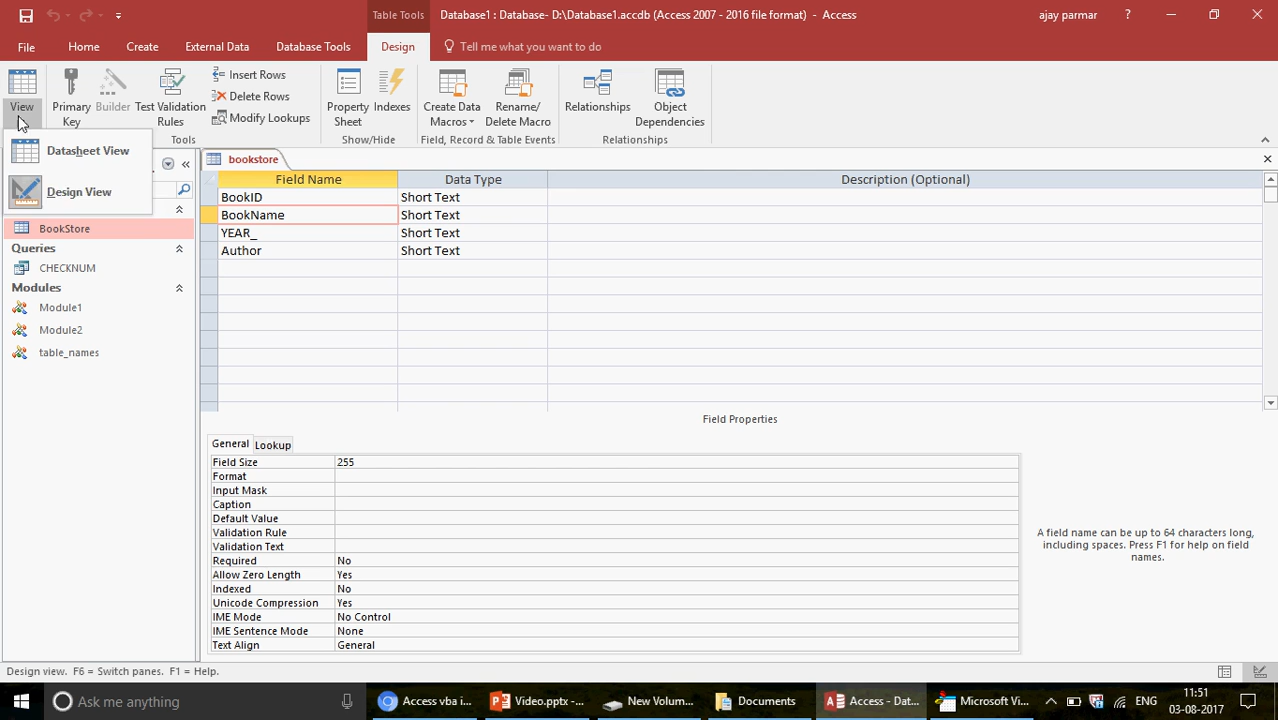 Table Tools
Database1 : Database- D:\Database1.accdb (Access 2007 - 2016 file format) - Access
ajay parmar
?
File
Home
Create
External Data
Database Tools
Design
Tell me what you want to do
View
Primary Key
Builder
Test Validation Rules
Insert Rows
Delete Rows
Modify Lookups
Property Sheet
Indexes
Create Data Macros
Rename/ Delete Macro
Relationships
Object Dependencies
Tools
Show/Hide
Field, Record & Table Events
Relationships
Datasheet View
Design View
BookStore
Queries
CHECKNUM
Modules
Module1
Module2
table_names
bookstore
Field Name Data Type Description (Optional)
BookID Short Text
BookName Short Text
YEAR_ Short Text
Author Short Text
Field Properties
General Lookup
Field Size 255
Format
Input Mask
Caption
Default Value
Validation Rule
Validation Text
Required No
Allow Zero Length Yes
Indexed No
Unicode Compression Yes
IME Mode No Control
IME Sentence Mode None
Text Align General
A field name can be up to 64 characters long,
including spaces. Press F1 for help on field
names.
Design view. F6 = Switch panes. F1 = Help.
Ask me anything
Access vba i...
Video.pptx -...
New Volum...
Documents
Access - Dat...
Microsoft Vi...
ENG
11:51
03-08-2017